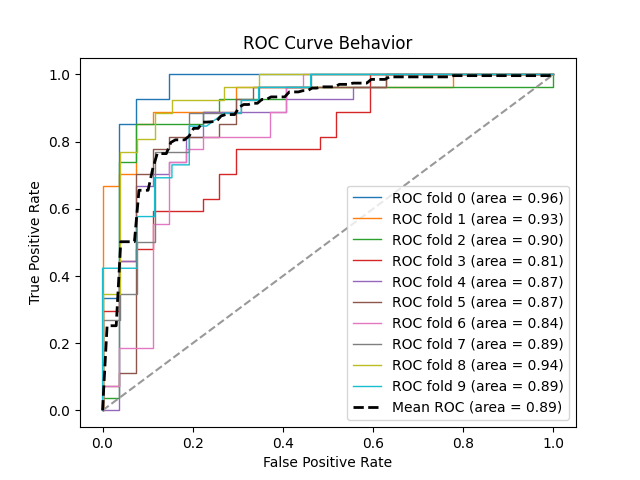 ROC Curve Behavior
True Positive Rate
1.0
0.8
0.6
0.4
0.2
0.0
ROC fold 0 (area = 0.96)
ROC fold 1 (area = 0.93)
ROC fold 2 (area = 0.90)
ROC fold 3 (area = 0.81)
ROC fold 4 (area = 0.87)
ROC fold 5 (area = 0.87)
ROC fold 6 (area = 0.84)
ROC fold 7 (area = 0.89)
ROC fold 8 (area = 0.94)
ROC fold 9 (area = 0.89)
Mean ROC (area = 0.89)
0.0 0.2 0.4 0.6 0.8 1.0
False Positive Rate